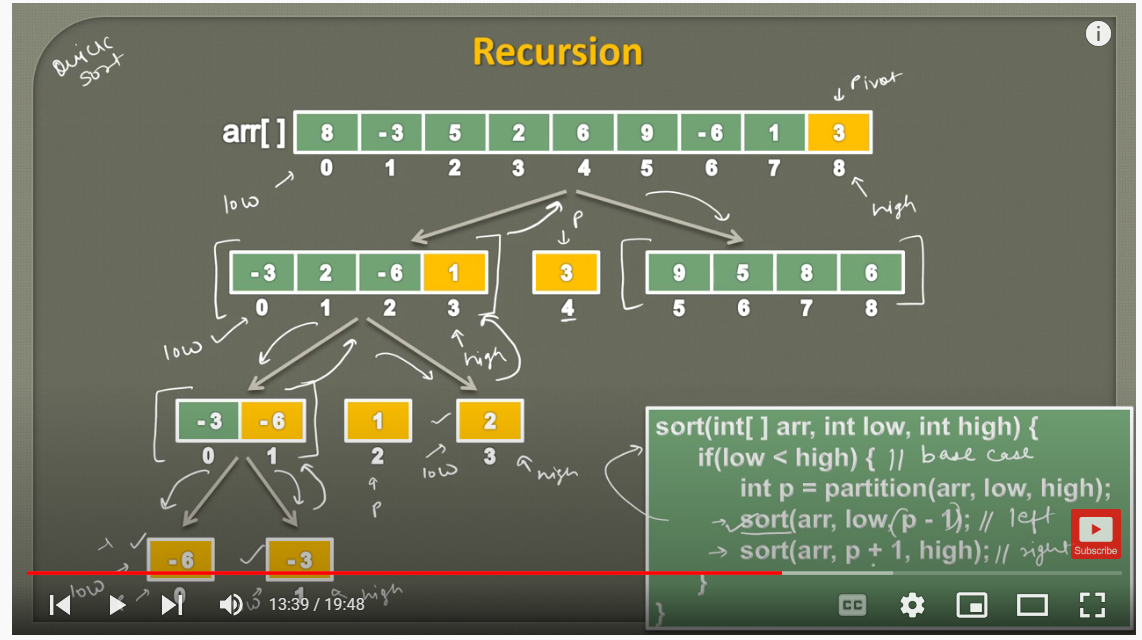 Quick
sort
Recursion
Pivot
arr[ ] 8 -3 5 2 6 9 -6 1 3
0 1 2 3 4 5 6 7 8
low high
P
-3 2 -6 1 3 9 5 8 6
0 1 2 3 4 5 6 7 8
low high
-3 -6 1 2
0 1 2 3
low high
P
sort(int[ ] arr, int low, int high) {
if(low < high) { // base case
int p = partition(arr, low, high);
sort(arr, low, (p - 1); // left
sort(arr, p + 1, high); // right
}
}
Subscribe
-6 -3
0 1
low high
13:39 / 19:48
CC
i